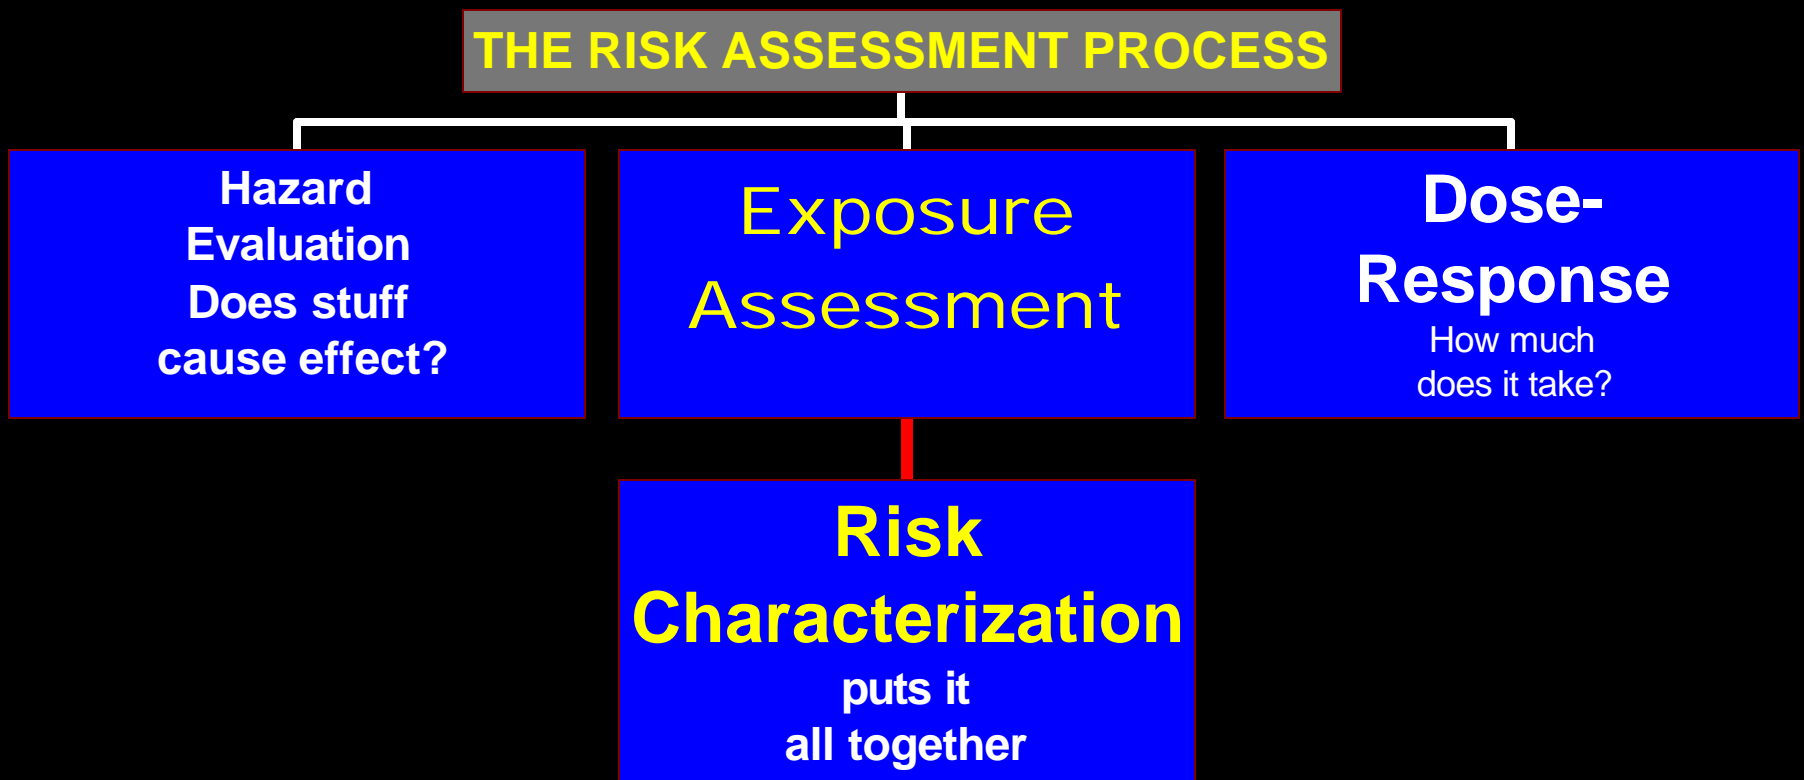 THE RISK ASSESSMENT PROCESS
Hazard
Evaluation
Does stuff
cause effect?
Exposure
Assessment
Dose-
Response
How much
does it take?
Risk
Characterization
puts it
all together